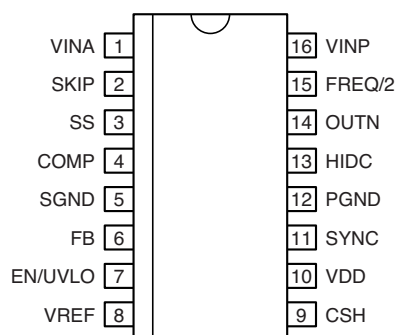 VINA 1 16 VINP
SKIP 2 15 FREQ/2
SS 3 14 OUTN
COMP 4 13 HIDC
SGND 5 12 PGND
FB 6 11 SYNC
EN/UVLO 7 10 VDD
VREF 8 9 CSH